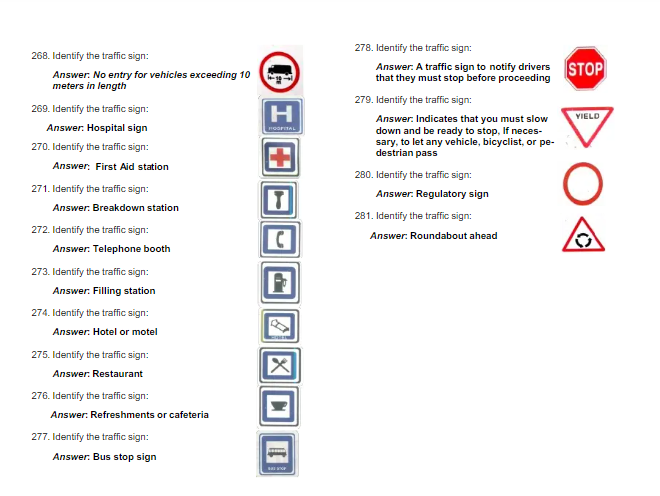 268. Identify the traffic sign:
Answer: No entry for vehicles exceeding 10
meters in length
10
m
269. Identify the traffic sign:
Answer: Hospital sign
H
HOSPITAL
270. Identify the traffic sign:
Answer: First Aid station
271. Identify the traffic sign:
Answer: Breakdown station
272. Identify the traffic sign:
Answer: Telephone booth
273. Identify the traffic sign:
Answer: Filling station
274. Identify the traffic sign:
Answer: Hotel or motel
HOTEL
275. Identify the traffic sign:
Answer: Restaurant
276. Identify the traffic sign:
Answer: Refreshments or cafeteria
277. Identify the traffic sign:
Answer: Bus stop sign
BUS STOP
278. Identify the traffic sign:
Answer: A traffic sign to notify drivers
that they must stop before proceeding
STOP
279. Identify the traffic sign:
Answer: Indicates that you must slow
down and be ready to stop, If neces-
sary, to let any vehicle, bicyclist, or pe-
destrian pass
YIELD
280. Identify the traffic sign:
Answer: Regulatory sign
281. Identify the traffic sign:
Answer: Roundabout ahead